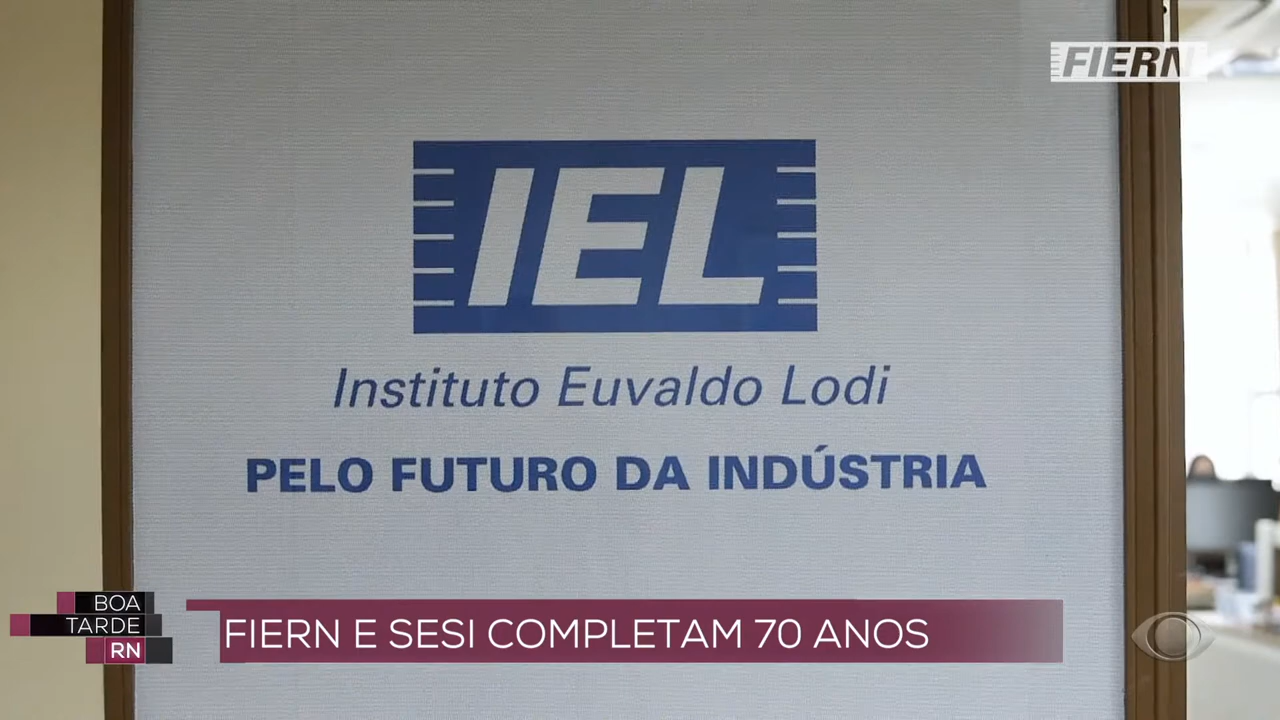 FIERN
IEL
Instituto Euvaldo Lodi
PELO FUTURO DA INDÚSTRIA
BOA
TARDE
RN
FIERN E SESI COMPLETAM 70 ANOS